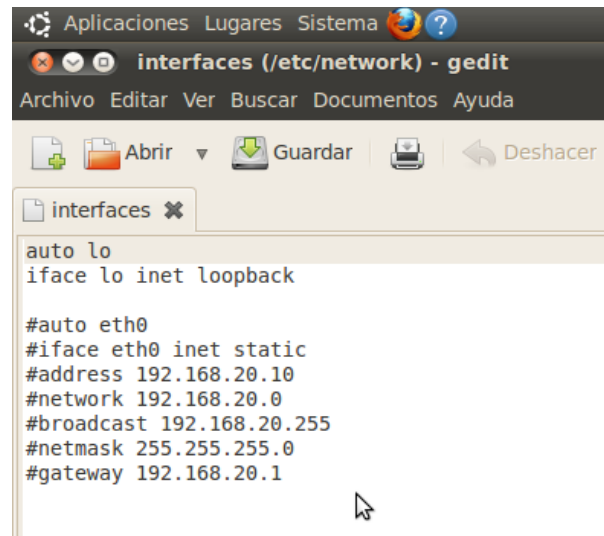 Aplicaciones Lugares Sistema ?
interfaces (/etc/network) - gedit
Archivo Editar Ver Buscar Documentos Ayuda
Abrir Guardar Deshacer
interfaces
auto lo
iface lo inet loopback
#auto eth0
#iface eth0 inet static
#address 192.168.20.10
#network 192.168.20.0
#broadcast 192.168.20.255
#netmask 255.255.255.0
#gateway 192.168.20.1